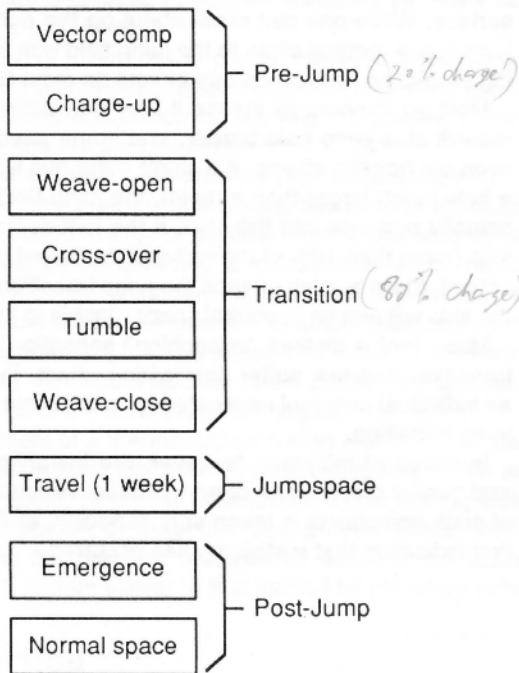 Vector comp
Charge-up
Pre-Jump (20% charge)
Weave-open
Cross-over
Tumble
Weave-close
Transition (80% charge)
Travel (1 week)
Jumpspace
Emergence
Normal space
Post-Jump